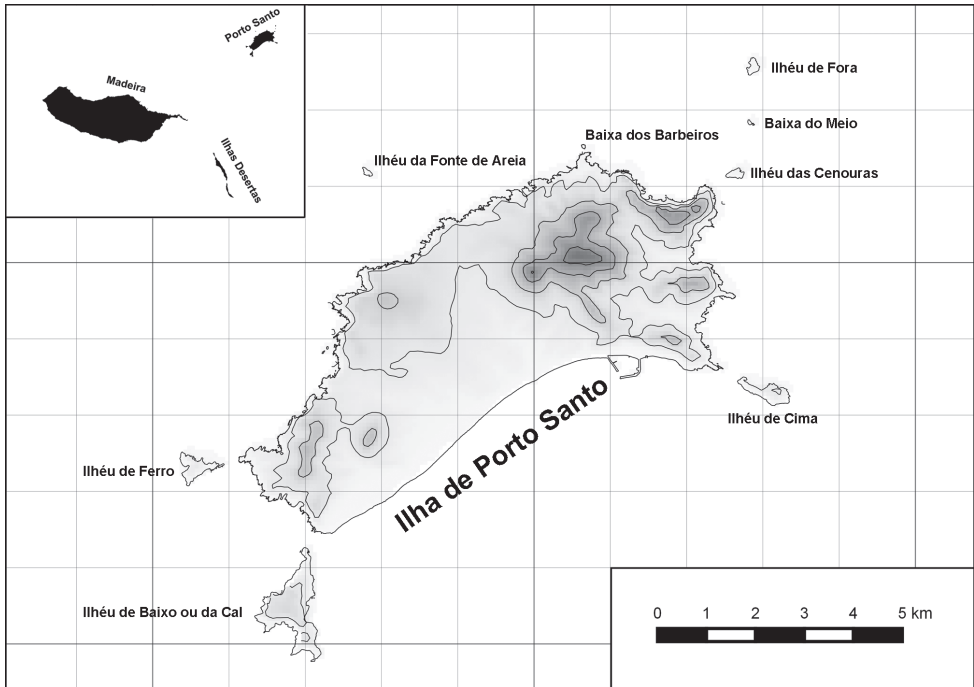 Porto Santo
Madeira
Ilhas Desertas
Ilhéu de Fora
Baixa do Meio
Baixa dos Barbeiros
Ilhéu da Fonte de Areia
Ilhéu das Cenouras
Ilhéu de Cima
Ilha de Porto Santo
Ilhéu de Ferro
Ilhéu de Baixo ou da Cal
0 1 2 3 4 5 km